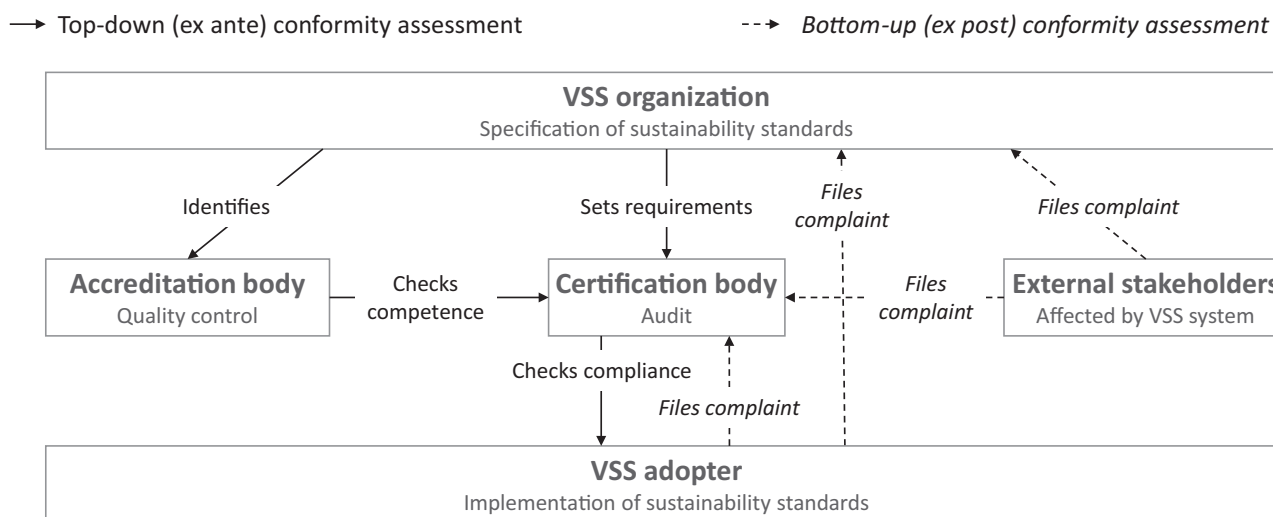 Top-down (ex ante) conformity assessment
Bottom-up (ex post) conformity assessment
VSS organization
Specification of sustainability standards
Identifies
Sets requirements
Files
complaint
Files complaint
Accreditation body
Quality control
Checks
competence
Certification body
Audit
Files
complaint
External stakeholders
Affected by VSS system
Checks compliance
Files complaint
VSS adopter
Implementation of sustainability standards